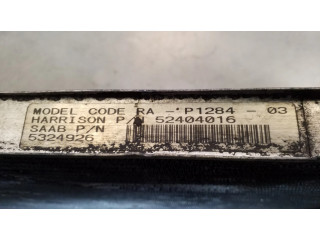 MODEL CODE RA - P1284 - 03
HARRISON P/N 52404016
SAAB P/N
5324926